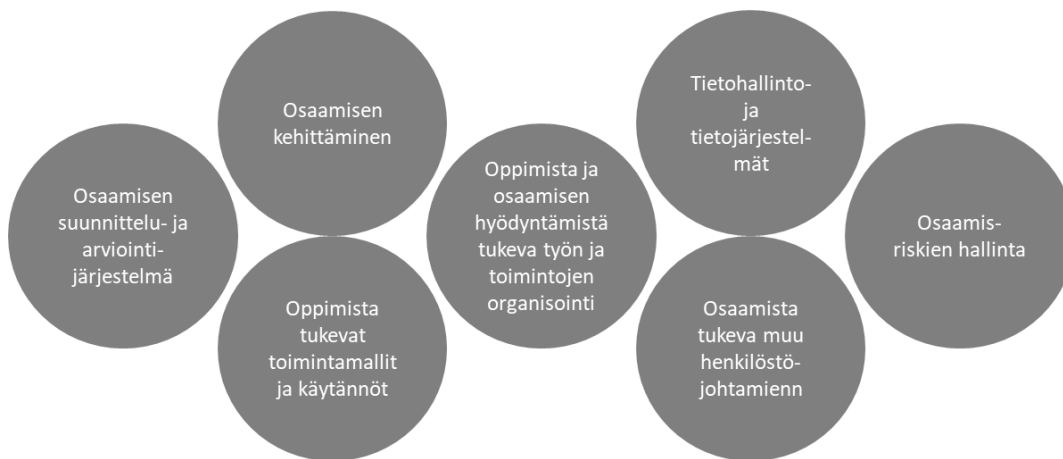 Osaamisen
suunnittelu- ja
arviointi-
järjestelmä
Osaamisen
kehittäminen
Oppimista
tukevat
toimintamallit
ja käytännöt
Oppimista ja
osaamisen
hyödyntämistä
tukeva työn ja
toimintojen
organisointi
Tietohallinto-
ja
tietojärjestel-
mät
Osaamista
tukeva muu
henkilöstö-
johtamienn
Osaamis-
riskien hallinta